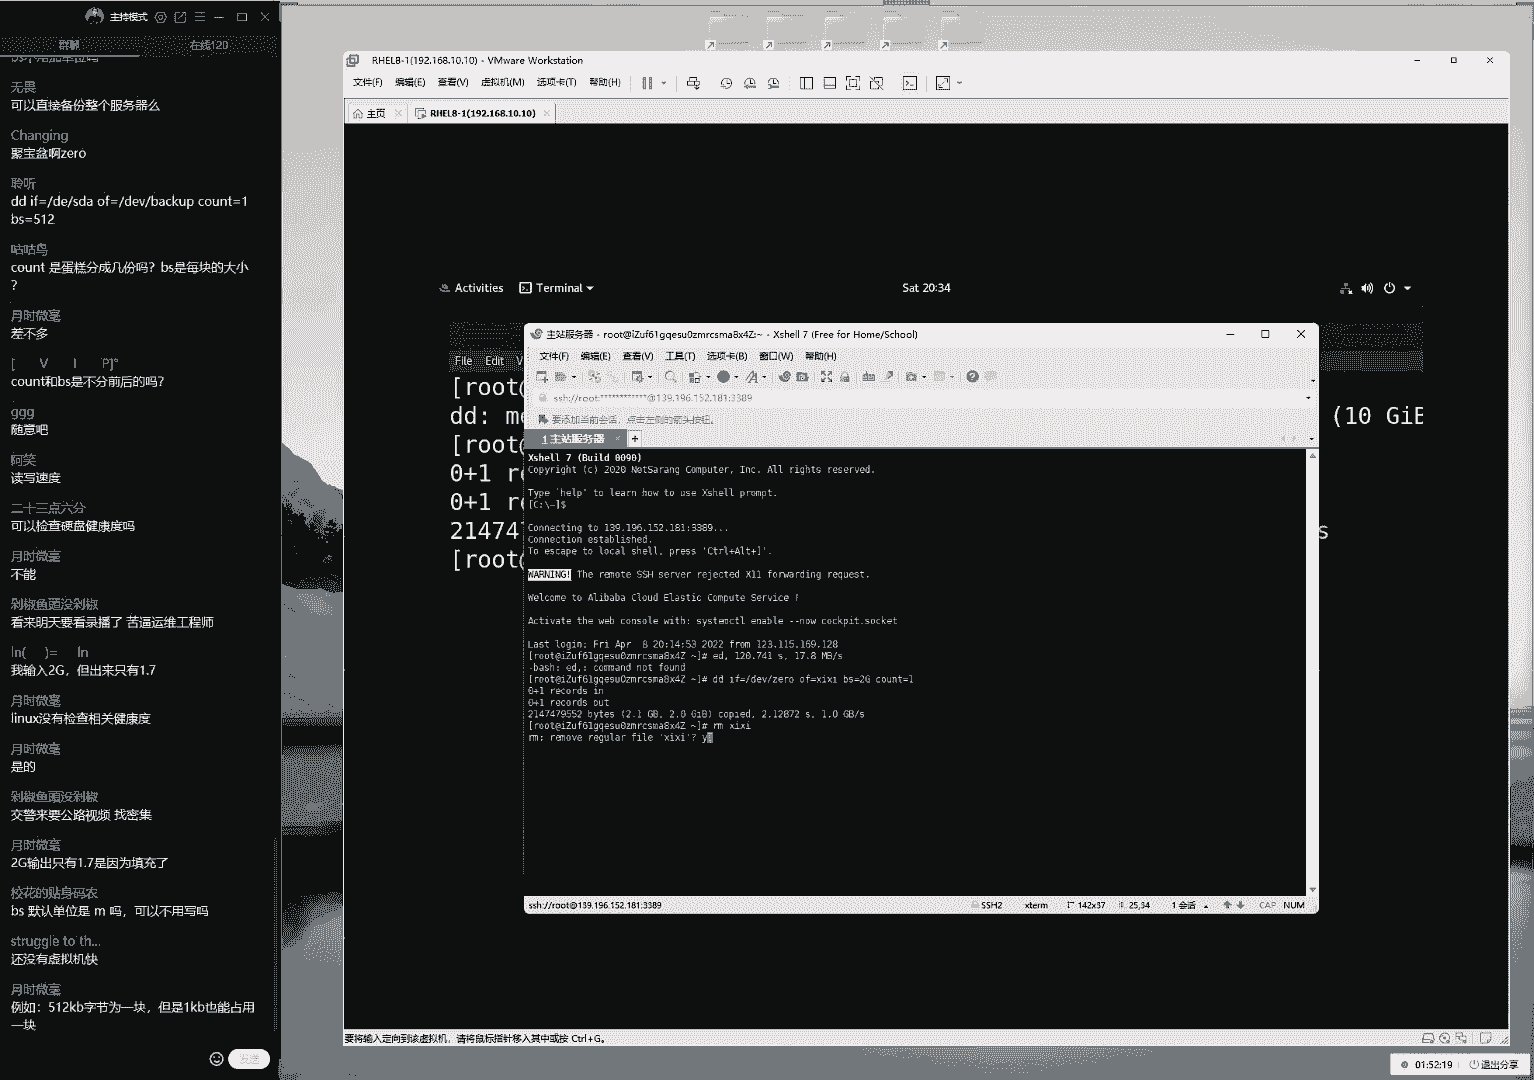 主持模式
群聊
在线120
无畏
可以直接备份整个服务器么
Changing
聚宝盆啊zero
聆听
dd if=/de/sda of=/dev/backup count=1
bs=512
咕咕鸟
count 是蛋糕分成几份吗？bs是每块的大小
？
月时微毫
差不多
[ V I P]°
count和bs是不分前后的吗?
ggg
随意吧
阿笑
读写速度
二十三点六分
可以检查硬盘健康度吗
月时微毫
不能
剁椒鱼头没剁椒
看来明天要看录播了 苦逼运维工程师
ln( )= ln
我输入2G，但出来只有1.7
月时微毫
linux没有检查相关健康度
月时微毫
是的
剁椒鱼头没剁椒
交警来要公路视频 找密集
月时微毫
2G输出只有1.7是因为填充了
校花的贴身码农
bs 默认单位是 m 吗，可以不用写吗
struggle to th...
还没有虚拟机快
月时微毫
例如：512kb字节为一块，但是1kb也能占用
一块
发送
RHEL8-1(192.168.10.10) - VMware Workstation
文件(F) 编辑(E) 查看(V) 虚拟机(M) 选项卡(T) 帮助(H)
主页
RHEL8-1(192.168.10.10)
Activities Terminal
Sat 20:34
File Edit V
[root@
dd: me
(10 GiB
[root@
0+1 re
0+1 re
21474
s
[root@
主站服务器 - root@iZuf61gqesu0zmrcsma8x4Z:~ - Xshell 7 (Free for Home/School)
文件(F) 编辑(E) 查看(V) 工具(T) 选项卡(B) 窗口(W) 帮助(H)
ssh://root:************@139.196.152.181:3389
要添加当前会话，点击左侧的箭头按钮。
1 主站服务器
Xshell 7 (Build 0090)
Copyright (c) 2020 NetSarang Computer, Inc. All rights reserved.
Type `help' to learn how to use Xshell prompt.
[C:\~]$
Connecting to 139.196.152.181:3389...
Connection established.
To escape to local shell, press 'Ctrl+Alt+]'.
WARNING! The remote SSH server rejected X11 forwarding request.
Welcome to Alibaba Cloud Elastic Compute Service !
Activate the web console with: systemctl enable --now cockpit.socket
Last login: Fri Apr  8 20:14:53 2022 from 123.115.169.128
[root@iZuf61gqesu0zmrcsma8x4Z ~]# ed, 120.741 s, 17.8 MB/s
-bash: ed,: command not found
[root@iZuf61gqesu0zmrcsma8x4Z ~]# dd if=/dev/zero of=xixi bs=2G count=1
0+1 records in
0+1 records out
2147479552 bytes (2.1 GB, 2.0 GiB) copied, 2.12872 s, 1.0 GB/s
[root@iZuf61gqesu0zmrcsma8x4Z ~]# rm xixi
rm: remove regular file 'xixi'? y
ssh://root@139.196.152.181:3389
SSH2
xterm
142x37
25,34
1 会话
CAP NUM
要将输入定向到该虚拟机，请将鼠标指针移入其中或按 Ctrl+G。
01:52:19
退出分享